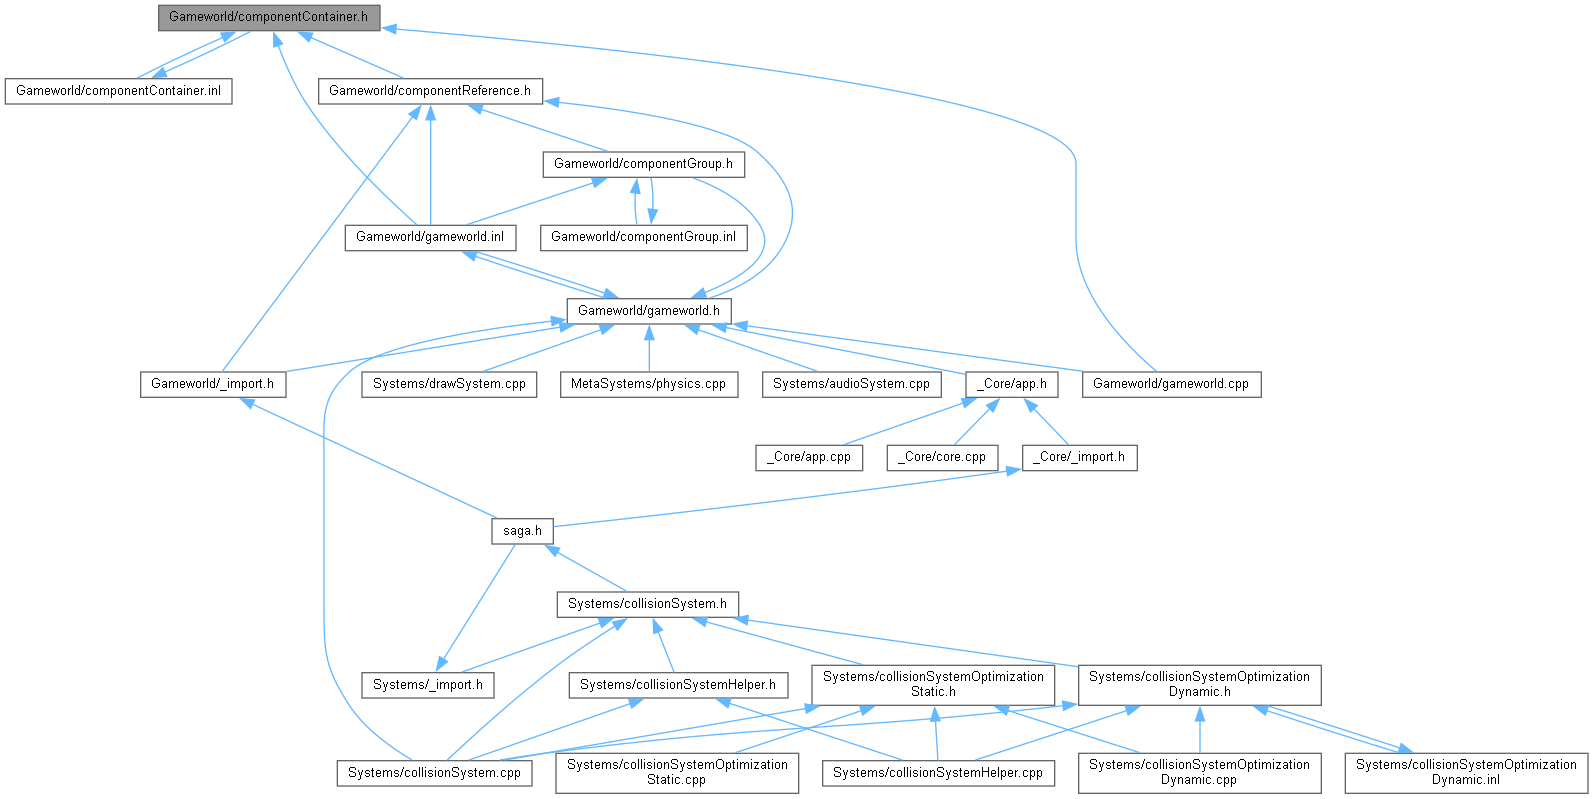 Gameworld/componentContainer.h
Gameworld/componentContainer.inl
Gameworld/componentReference.h
Gameworld/componentGroup.h
Gameworld/gameworld.inl
Gameworld/componentGroup.inl
Gameworld/gameworld.h
Gameworld/_import.h
Systems/drawSystem.cpp
MetaSystems/physics.cpp
Systems/audioSystem.cpp
_Core/app.h
Gameworld/gameworld.cpp
_Core/app.cpp
_Core/core.cpp
_Core/_import.h
saga.h
Systems/collisionSystem.h
Systems/_import.h
Systems/collisionSystemHelper.h
Systems/collisionSystemOptimization
Static.h
Systems/collisionSystemOptimization
Dynamic.h
Systems/collisionSystem.cpp
Systems/collisionSystemOptimization
Static.cpp
Systems/collisionSystemHelper.cpp
Systems/collisionSystemOptimization
Dynamic.cpp
Systems/collisionSystemOptimization
Dynamic.inl